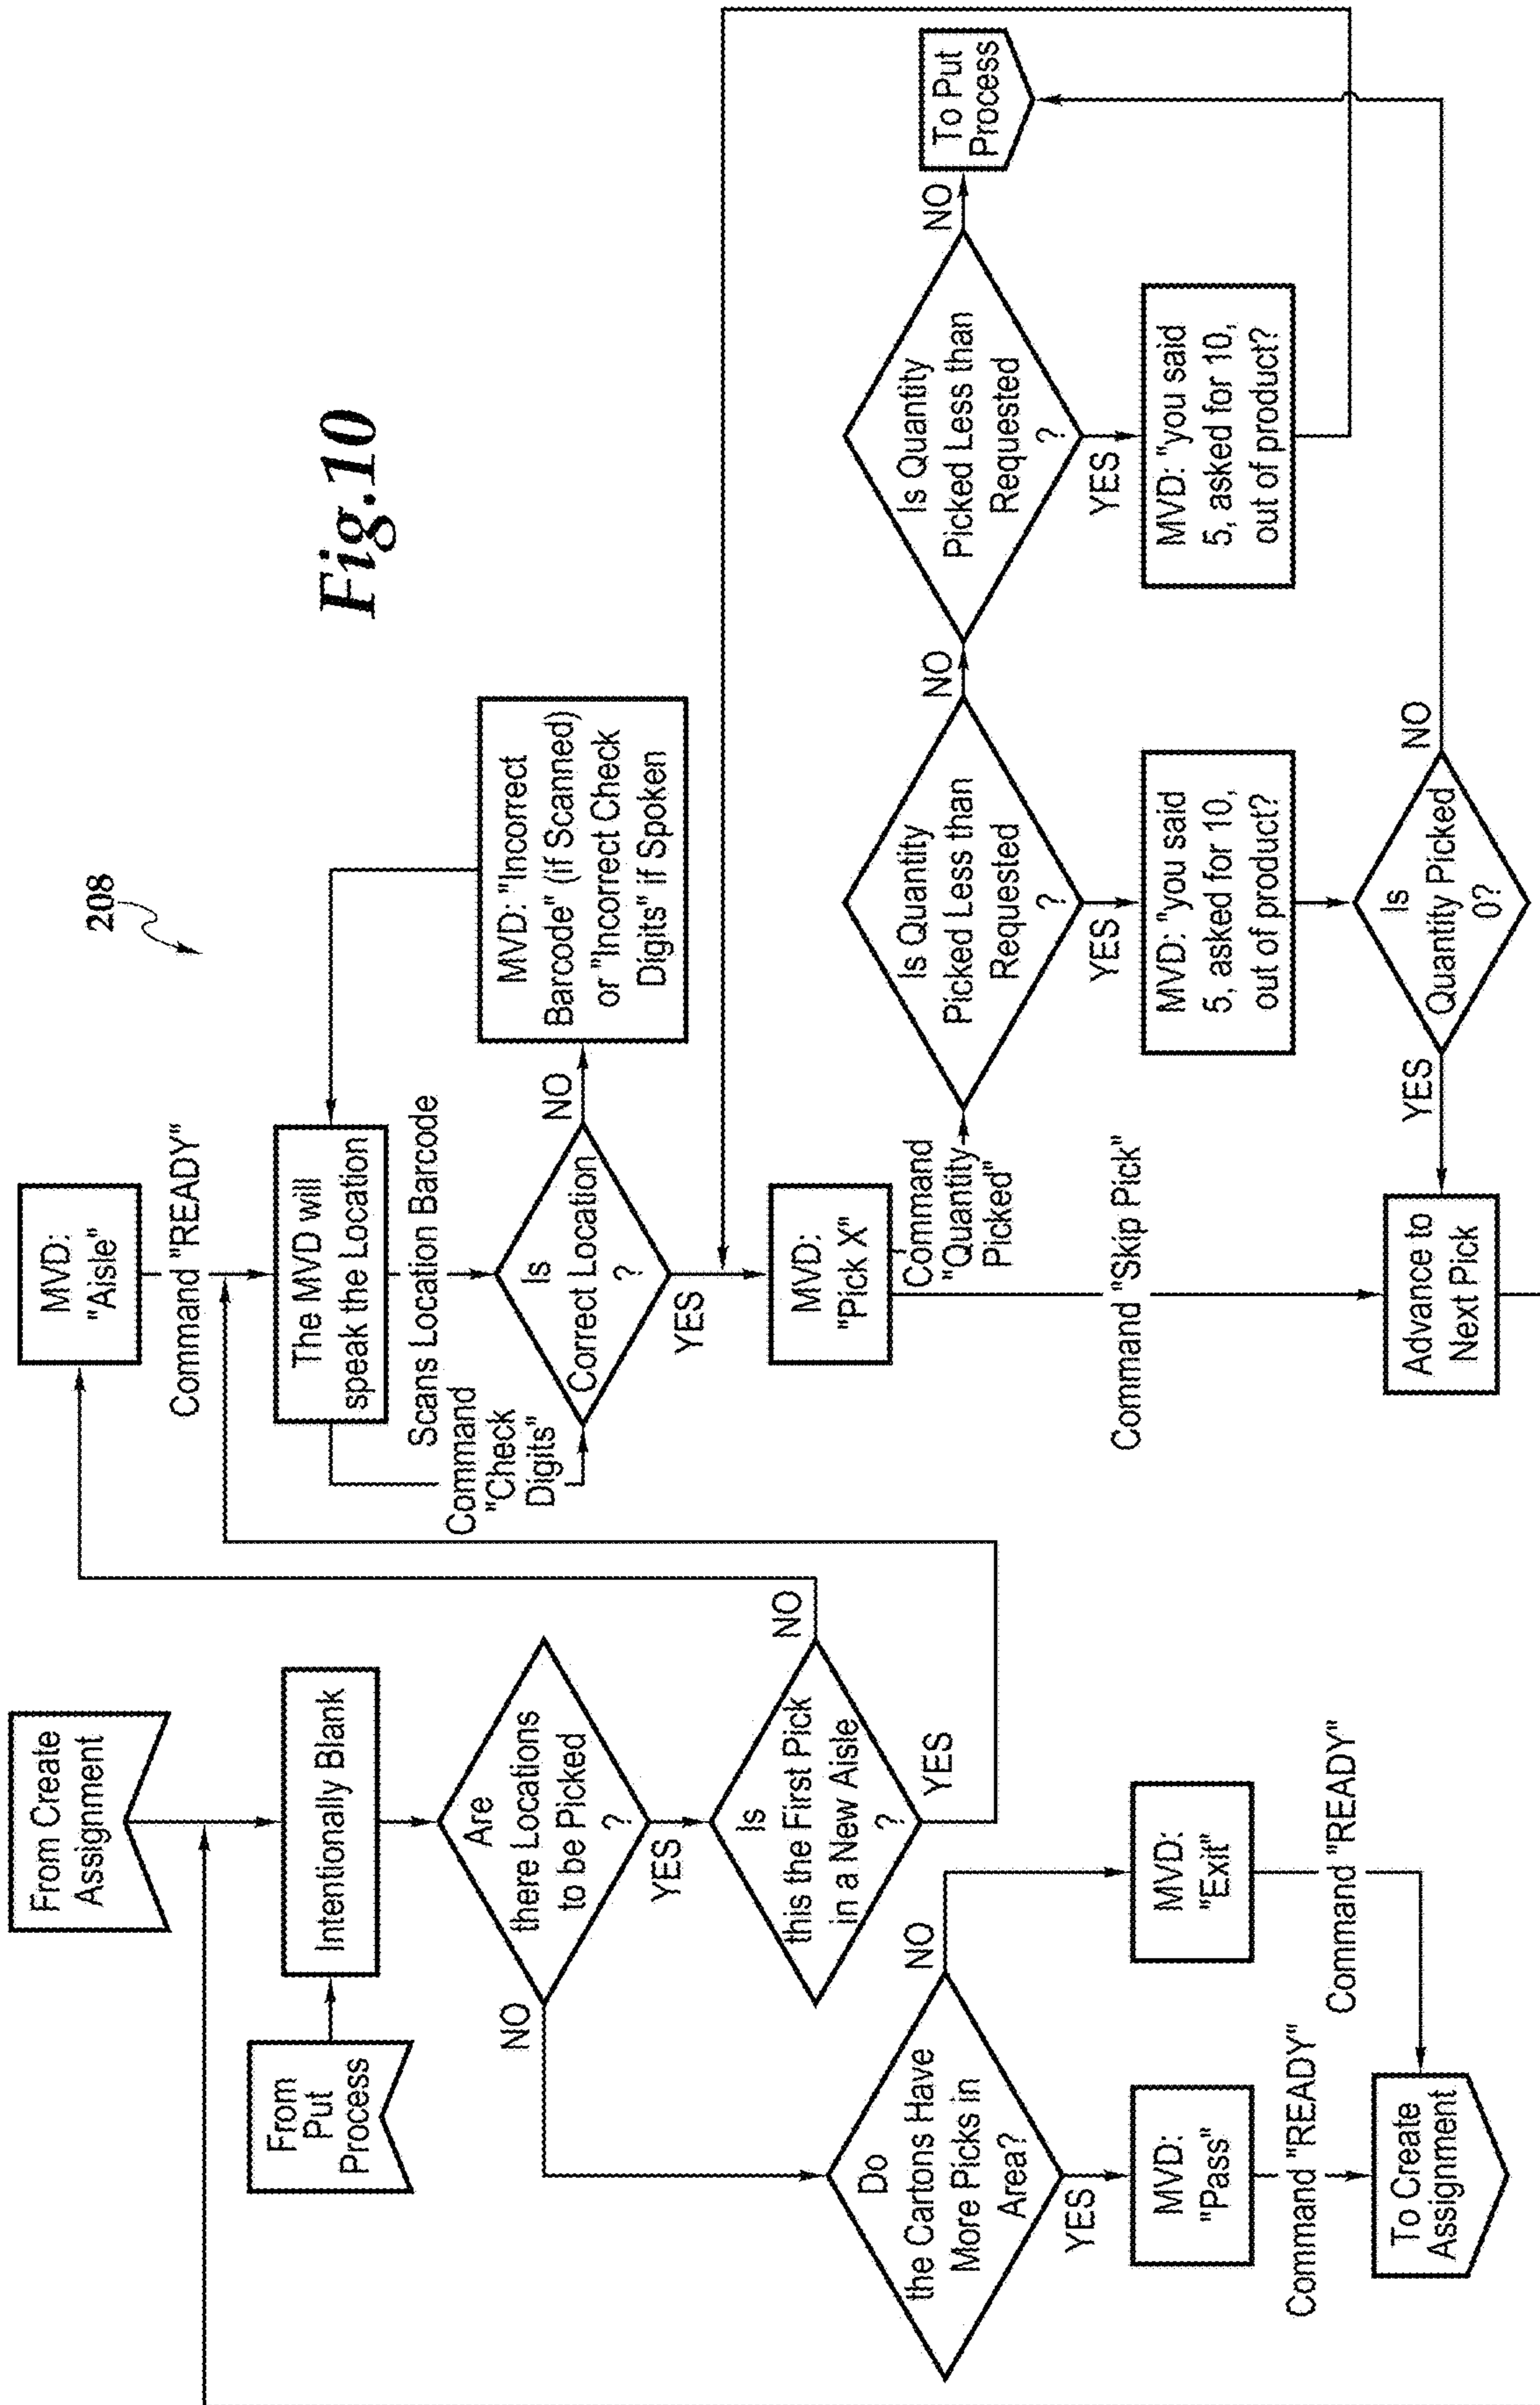 208
Fig.10
From Create
Assignment
From
Put
Process
Intentionally Blank
Are
there Locations
to be Picked
?
NO
YES
Is
this the First Pick
in a New Aisle
?
NO
YES
Do
the Cartons Have
More Picks in
Area?
NO
YES
MVD:
"Pass"
MVD:
"Exit"
Command "READY"
Command "READY"
To Create
Assignment
MVD:
"Aisle"
Command "READY"
The MVD will
speak the Location
Command
"Check
Digits"
Scans Location Barcode
Is
Correct Location
?
NO
YES
MVD: "Incorrect
Barcode" (if Scanned)
or "Incorrect Check
Digits" if Spoken
MVD:
"Pick X"
Command
"Quantity
Picked"
Command "Skip Pick"
Is Quantity
Picked Less than
Requested
?
NO
YES
Is Quantity
Picked Less than
Requested
?
NO
YES
To Put
Process
MVD: "you said
5, asked for 10,
out of product?
MVD: "you said
5, asked for 10,
out of product?
Is
Quantity Picked
0?
YES
NO
Advance to
Next Pick